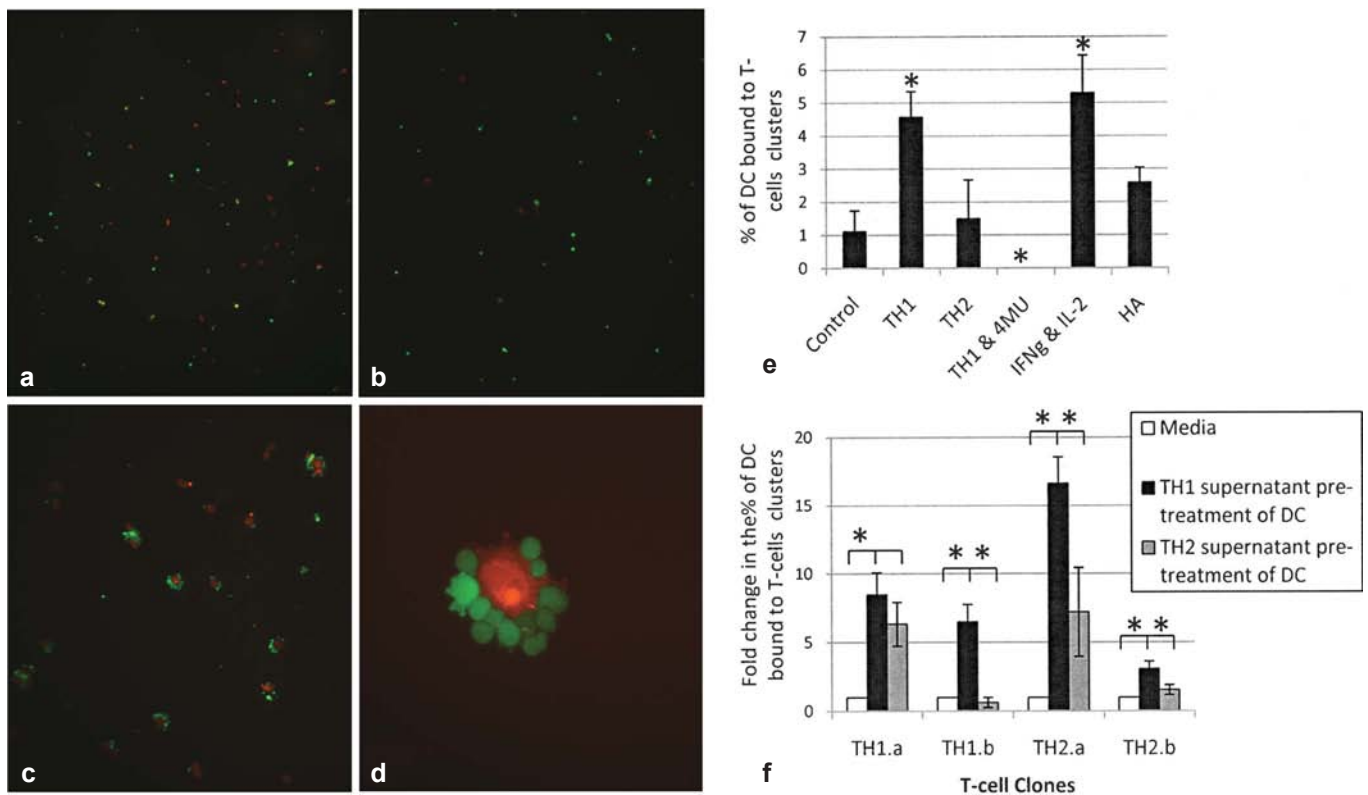 a
b
c
d
7
6
5
4
3
2
1
0
% of DC bound to T-
cells clusters
*
*
*
Control
TH1
TH2
TH1 & 4MU
IFNg & IL-2
HA
e
20
15
10
5
0
Fold change in the% of DC
bound to T-cells clusters
*
* *
* *
* *
Media
TH1 supernatant pre-
treatment of DC
TH2 supernatant pre-
treatment of DC
TH1.a
TH1.b
TH2.a
TH2.b
T-cell Clones
f